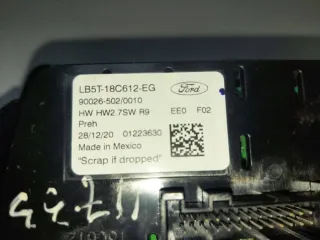 LB5T-18C612-EG
Ford
90026-502/0010
HW HW2 7SW R9
EE0 F02
Preh
28/12/20 01223630
Made in Mexico
"Scrap if dropped"